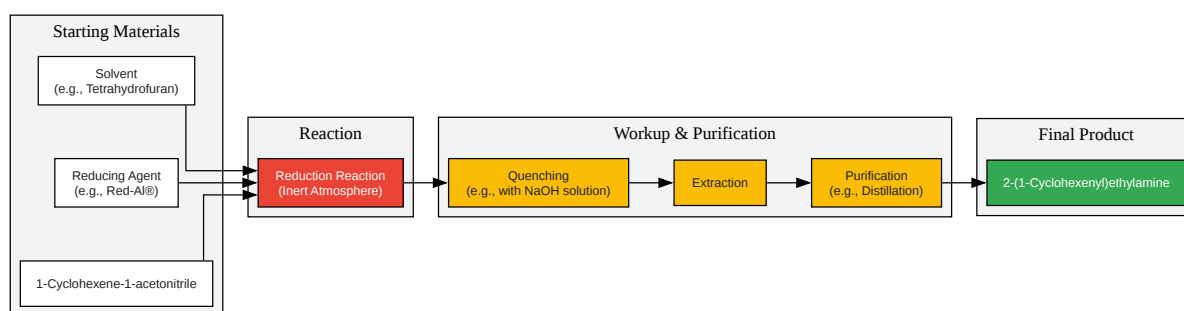 Starting Materials
Solvent
(e.g., Tetrahydrofuran)
Reducing Agent
(e.g., Red-Al®)
1-Cyclohexene-1-acetonitrile
Reaction
Reduction Reaction
(Inert Atmosphere)
Workup & Purification
Quenching
(e.g., with NaOH solution)
Extraction
Purification
(e.g., Distillation)
Final Product
2-(1-Cyclohexenyl)ethylamine